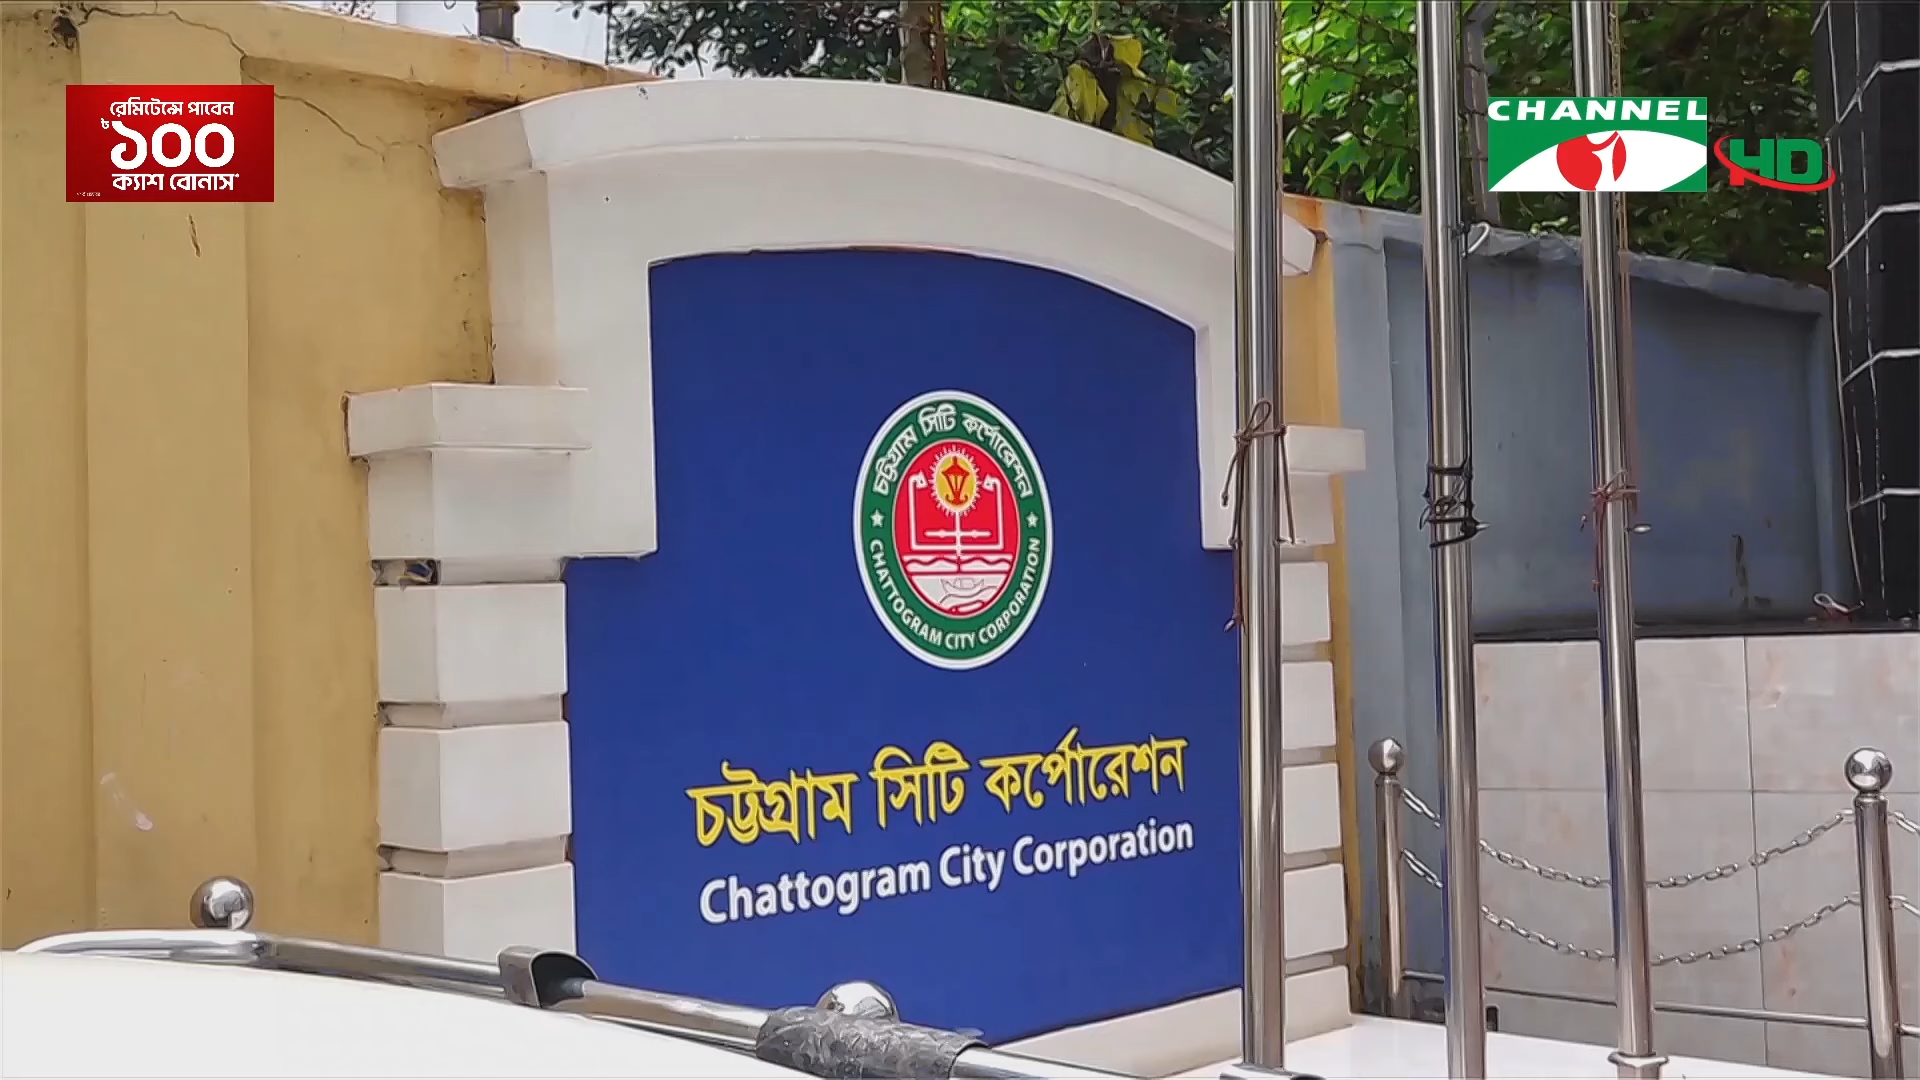 রেমিটেন্সে পাবেন
৳১০০
ক্যাশ বোনাস*
CHANNEL
i
HD
চট্টগ্রাম সিটি কর্পোরেশন
CHATTOGRAM CITY CORPORATION
চট্টগ্রাম সিটি কর্পোরেশন
Chattogram City Corporation